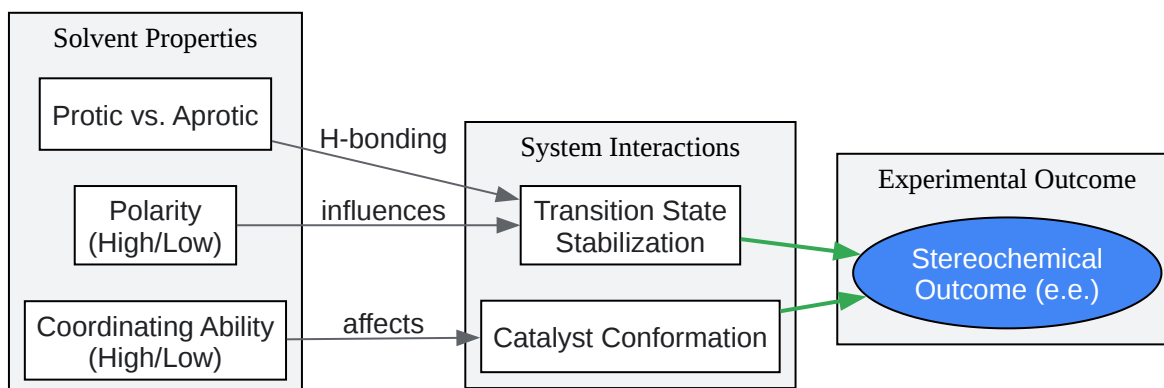 Solvent Properties
Protic vs. Aprotic
Polarity
(High/Low)
Coordinating Ability
(High/Low)
H-bonding
influences
affects
System Interactions
Transition State
Stabilization
Catalyst Conformation
Experimental Outcome
Stereochemical
Outcome (e.e.)